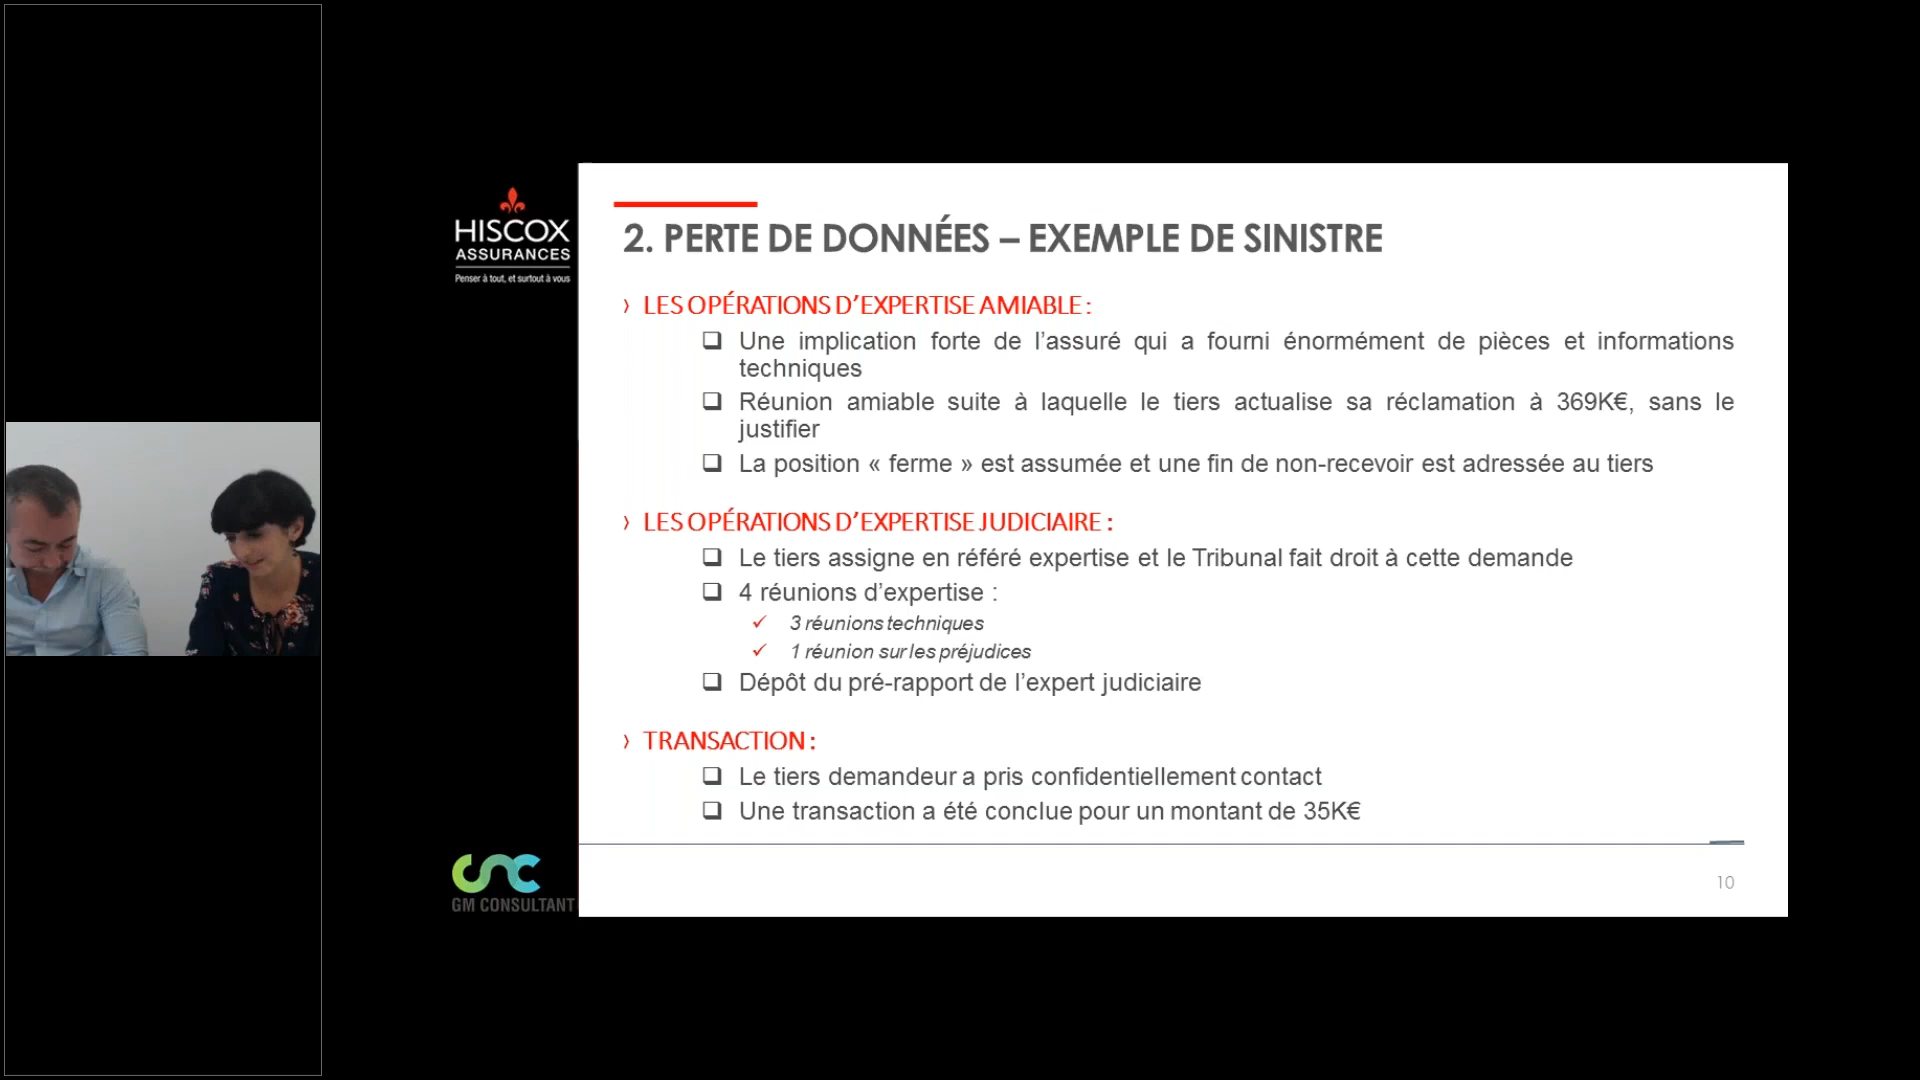 HISCOX
ASSURANCES
Penser à tout, et surtout à vous
2. PERTE DE DONNÉES – EXEMPLE DE SINISTRE
› LES OPÉRATIONS D’EXPERTISE AMIABLE :
❑ Une implication forte de l’assuré qui a fourni énormément de pièces et informations
techniques
❑ Réunion amiable suite à laquelle le tiers actualise sa réclamation à 369K€, sans le
justifier
❑ La position « ferme » est assumée et une fin de non-recevoir est adressée au tiers
› LES OPÉRATIONS D’EXPERTISE JUDICIAIRE :
❑ Le tiers assigne en référé expertise et le Tribunal fait droit à cette demande
❑ 4 réunions d’expertise :
✓ 3 réunions techniques
✓ 1 réunion sur les préjudices
❑ Dépôt du pré-rapport de l’expert judiciaire
› TRANSACTION :
❑ Le tiers demandeur a pris confidentiellement contact
❑ Une transaction a été conclue pour un montant de 35K€
GM CONSULTANT
10